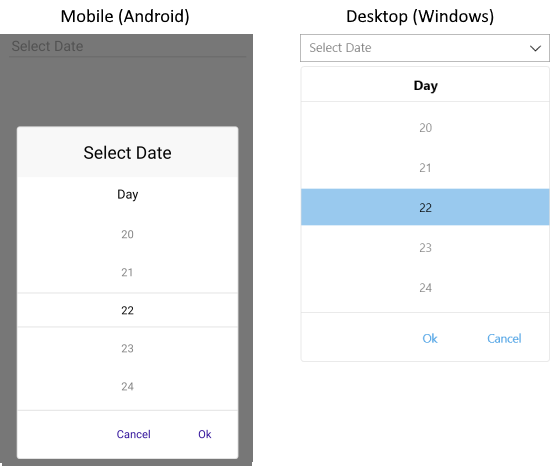 Mobile (Android)
Select Date
Select Date
Day
20
21
22
23
24
Cancel Ok
Desktop (Windows)
Select Date
Day
20
21
22
23
24
Ok Cancel